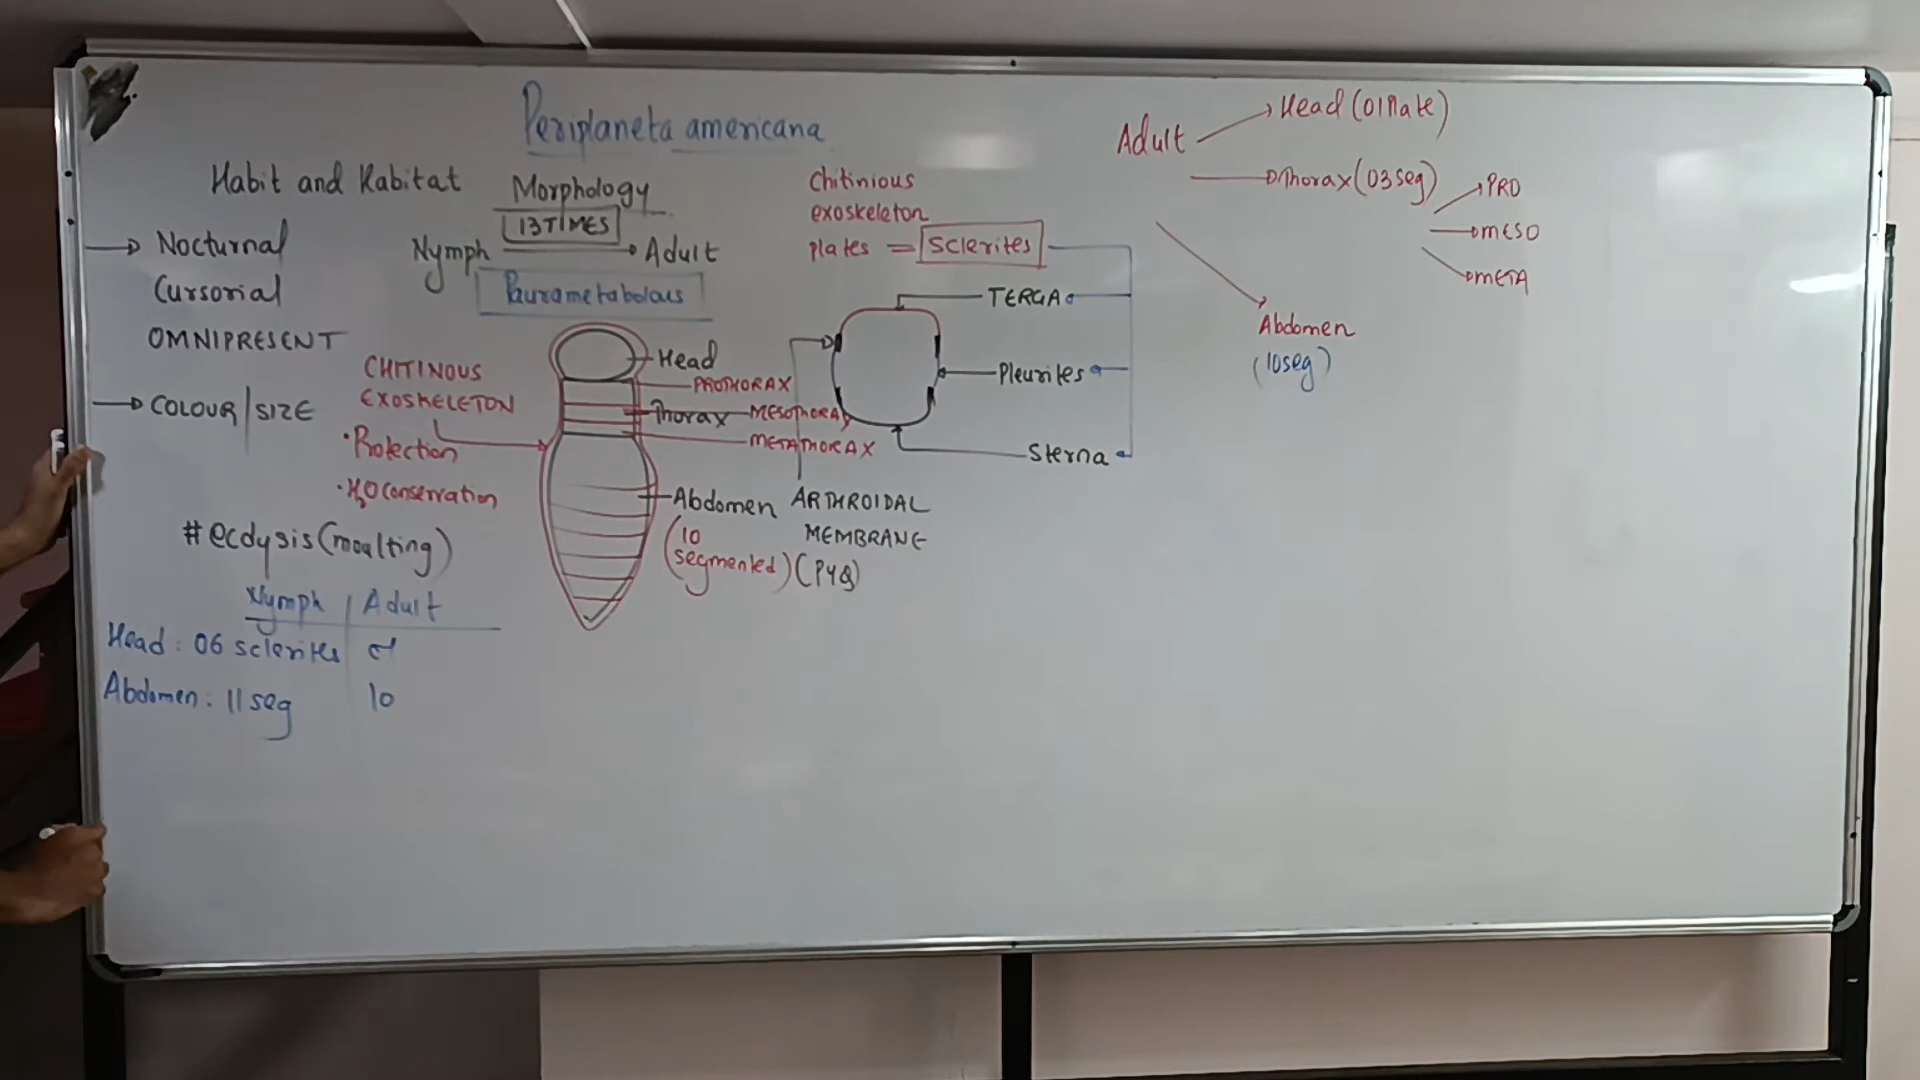 Periplaneta americana
Habit and Habitat
→ Nocturnal
Cursorial
OMNIPRESENT
→ COLOUR/SIZE
Morphology
13 TIMES
Nymph → Adult
Paurametabolous
CHITINOUS
EXOSKELETON
• Protection
• H₂O Conservation
# ecdysis (moulting)
Nymph | Adult
Head: 06 sclerites
Abdomen: 11 seg 10
Head
PROTHORAX
Thorax MESOTHORAX
METATHORAX
Abdomen
(10
segmented)
Chitinious
exoskeleton
plates = Sclerites
TERGA
Pleurites
Sterna
ARTHROIDAL
MEMBRANE
(PYQ)
Adult
Head (01 Plate)
Thorax (03 seg)
PRO
MESO
META
Abdomen
(10 seg)